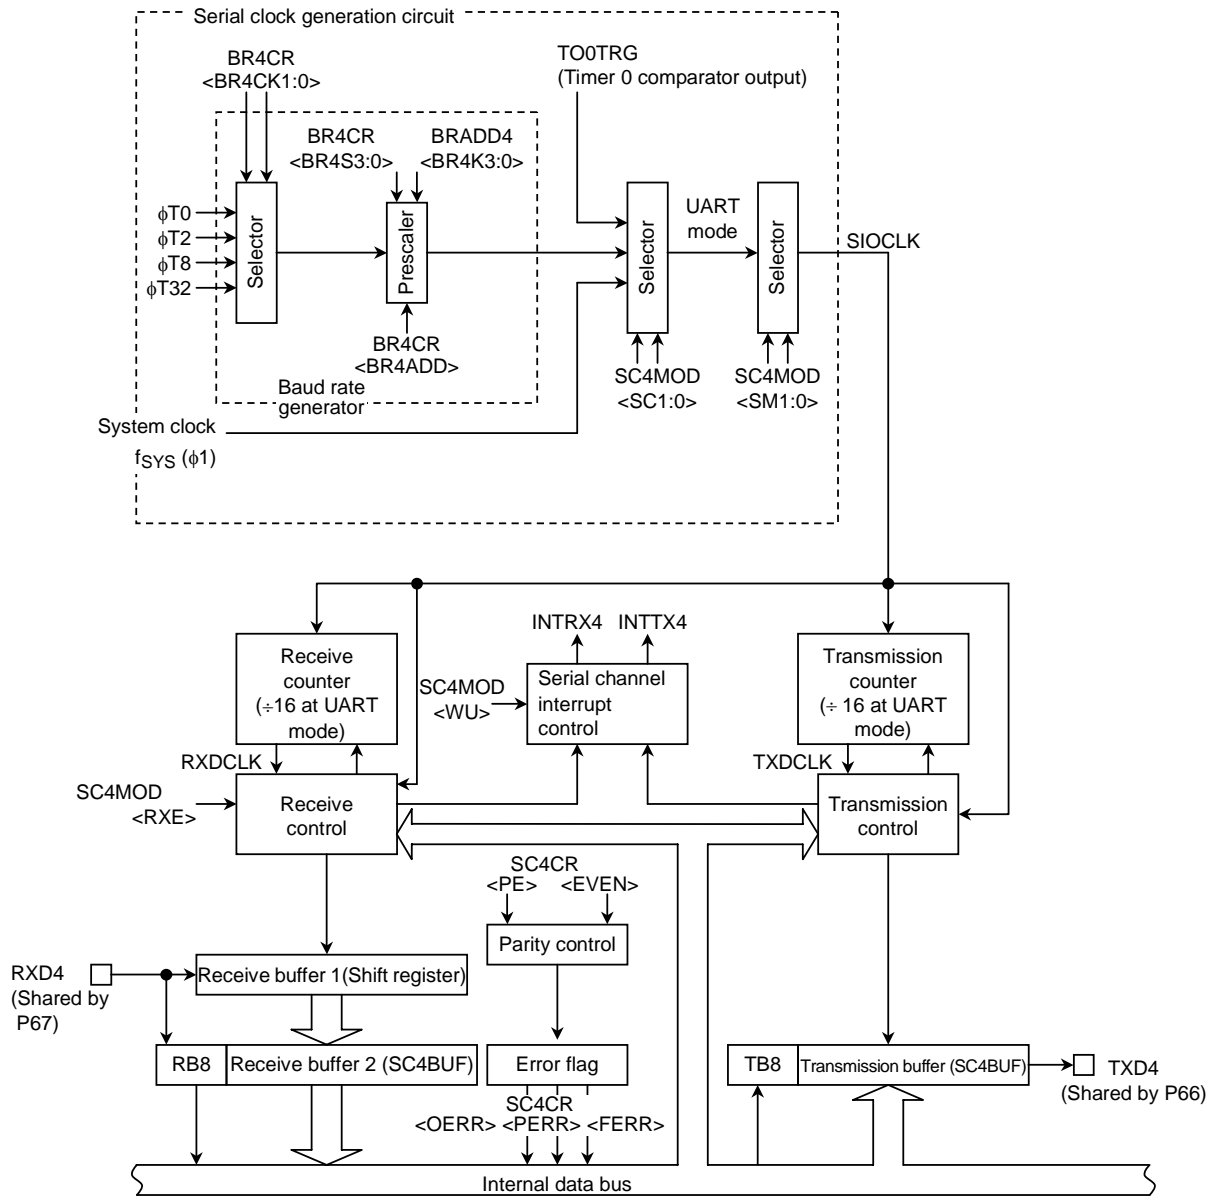 Serial clock generation circuit
BR4CR
<BR4CK1:0>
TO0TRG
(Timer 0 comparator output)
BR4CR
<BR4S3:0>
BRADD4
<BR4K3:0>
ϕT0
ϕT2
ϕT8
ϕT32
Selector
Prescaler
BR4CR
<BR4ADD>
Baud rate
generator
Selector
UART
mode
Selector
SIOCLK
SC4MOD
<SC1:0>
SC4MOD
<SM1:0>
System clock
fSYS (ϕ1)
INTRX4
INTTX4
Receive
counter
(÷16 at UART
mode)
SC4MOD
<WU>
Serial channel
interrupt
control
Transmission
counter
(÷ 16 at UART
mode)
RXDCLK
TXDCLK
SC4MOD
<RXE>
Receive
control
Transmission
control
SC4CR
<PE>
<EVEN>
Parity control
RXD4
(Shared by
P67)
Receive buffer 1(Shift register)
RB8
Receive buffer 2 (SC4BUF)
Error flag
TB8
Transmission buffer (SC4BUF)
TXD4
(Shared by P66)
SC4CR
<OERR>
<PERR>
<FERR>
Internal data bus